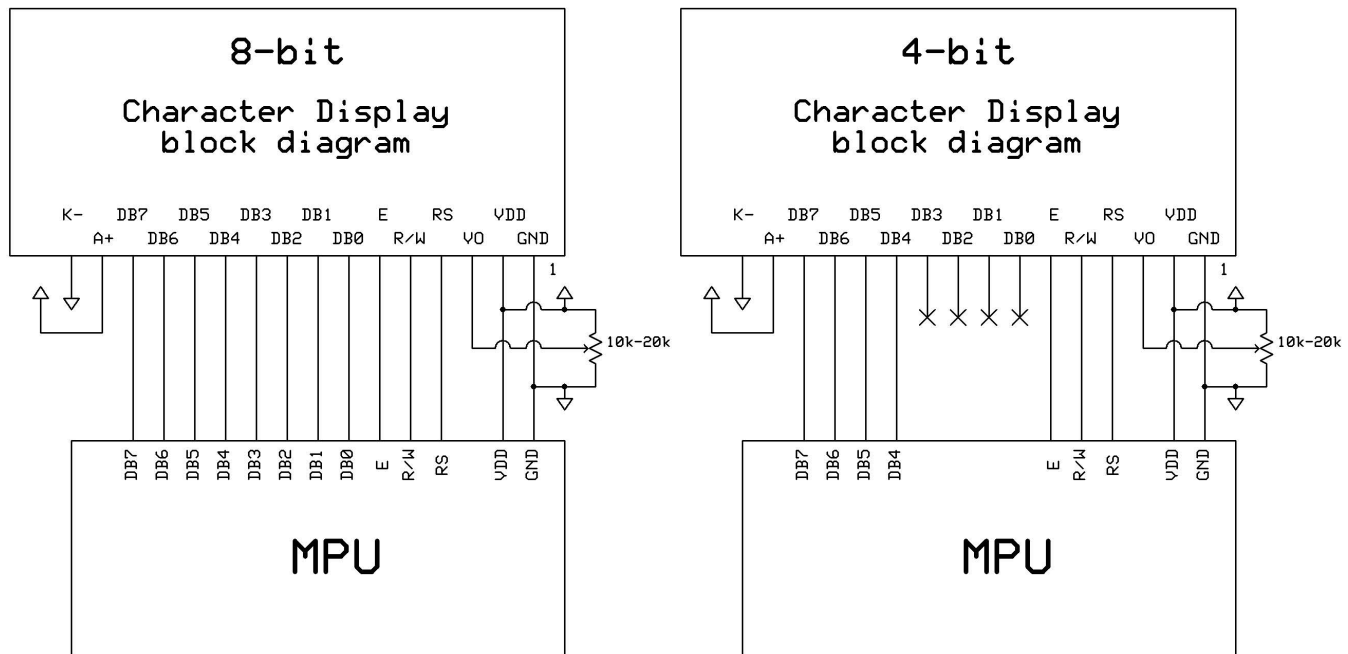 8-bit
Character Display
block diagram
K- DB7 DB5 DB3 DB1 E RS VDD
A+ DB6 DB4 DB2 DB0 R/W VO GND
1
10k-20k
DB7 DB6 DB5 DB4 DB3 DB2 DB1 DB0 E R/W RS VDD GND
MPU
4-bit
Character Display
block diagram
K- DB7 DB5 DB3 DB1 E RS VDD
A+ DB6 DB4 DB2 DB0 R/W VO GND
1
10k-20k
DB7 DB6 DB5 DB4 E R/W RS VDD GND
MPU